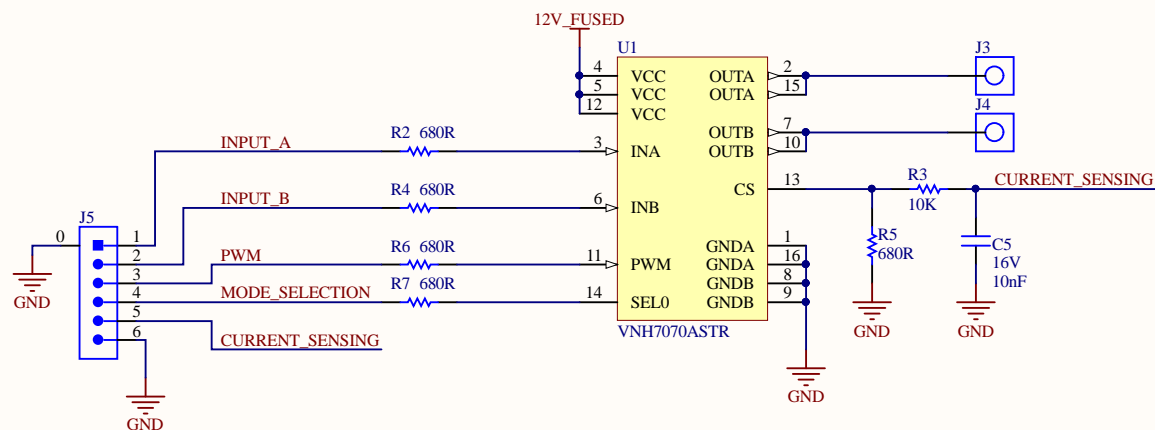 12V_FUSED
U1
J3
4 VCC OUTA 2
5 VCC OUTA 15
12 VCC
J4
OUTB 7
OUTB 10
INPUT_A R2 680R 3 INA
CS 13 R3 CURRENT_SENSING
10K
INPUT_B R4 680R 6 INB
J5
0 1
2
3
4
5
6
GND
PWM R6 680R 11 PWM
MODE_SELECTION R7 680R 14 SEL0
CURRENT_SENSING
GNDA 1
GNDA 16
GNDB 8
GNDB 9
R5
680R
C5
16V
10nF
GND
GND
VNH7070ASTR
GND
GND